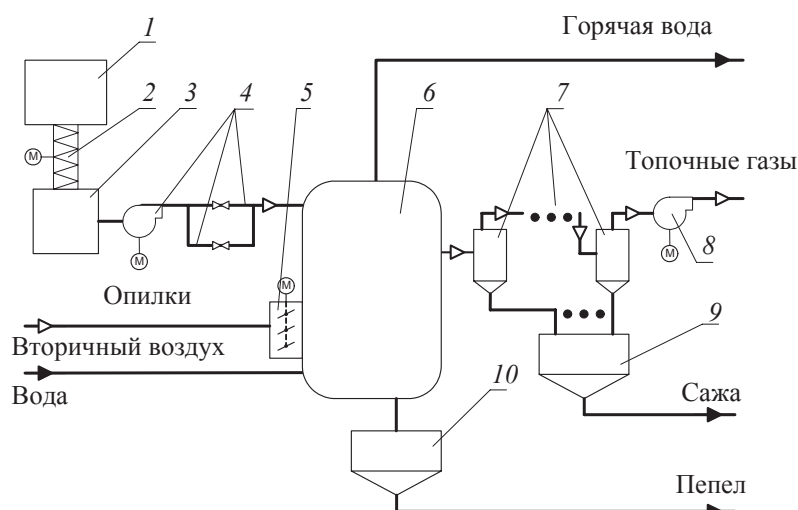 1
Горячая вода
2
3
4
5
6
7
M
Топочные газы
8
M
M
M
Опилки
9
Вторичный воздух
Вода
10
Сажа
Пепел